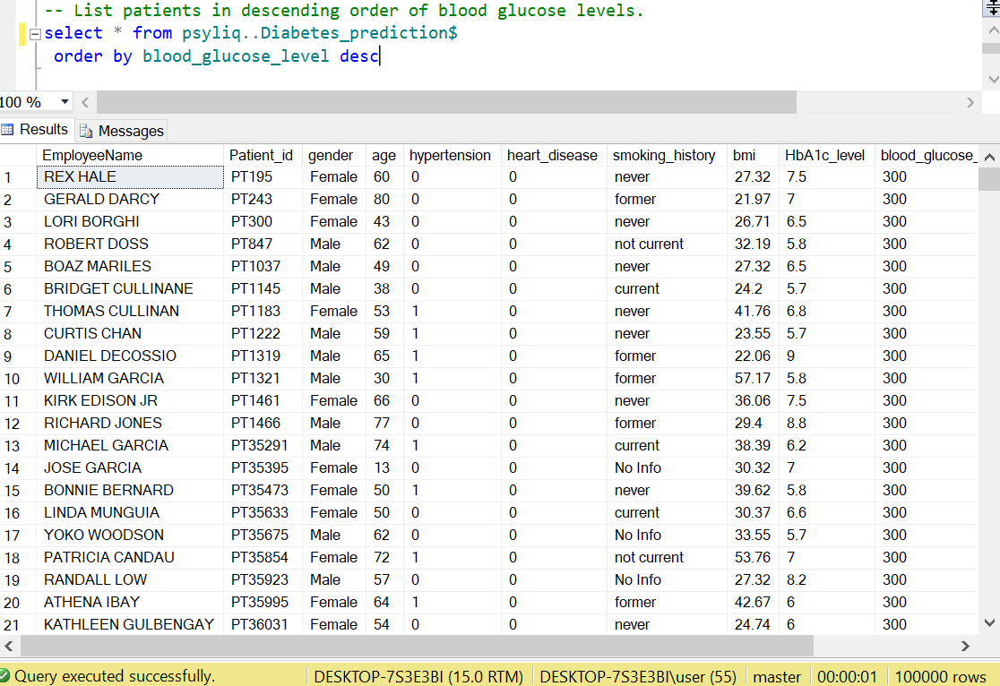 -- List patients in descending order of blood glucose levels.
select * from psyliq..Diabetes_prediction$
order by blood_glucose_level desc
100 %
Results Messages
EmployeeName Patient_id gender age hypertension heart_disease smoking_history bmi HbA1c_level blood_glucose_
1 REX HALE PT195 Female 60 0 0 never 27.32 7.5 300
2 GERALD DARCY PT243 Female 80 0 0 former 21.97 7 300
3 LORI BORGHI PT300 Female 43 0 0 never 26.71 6.5 300
4 ROBERT DOSS PT847 Male 62 0 0 not current 32.19 5.8 300
5 BOAZ MARILES PT1037 Male 49 0 0 never 27.32 6.5 300
6 BRIDGET CULLINANE PT1145 Male 38 0 0 current 24.2 5.7 300
7 THOMAS CULLINAN PT1183 Female 53 1 0 never 41.76 6.8 300
8 CURTIS CHAN PT1222 Male 59 1 0 never 23.55 5.7 300
9 DANIEL DECOSSIO PT1319 Male 65 1 0 former 22.06 9 300
10 WILLIAM GARCIA PT1321 Male 30 1 0 former 57.17 5.8 300
11 KIRK EDISON JR PT1461 Female 66 0 0 never 36.06 7.5 300
12 RICHARD JONES PT1466 Male 77 0 0 former 29.4 8.8 300
13 MICHAEL GARCIA PT35291 Male 74 1 0 current 38.39 6.2 300
14 JOSE GARCIA PT35395 Female 13 0 0 No Info 30.32 7 300
15 BONNIE BERNARD PT35473 Female 50 1 0 never 39.62 5.8 300
16 LINDA MUNGUIA PT35633 Female 50 0 0 current 30.37 6.6 300
17 YOKO WOODSON PT35675 Male 62 0 0 No Info 33.55 5.7 300
18 PATRICIA CANDAU PT35854 Female 72 1 0 not current 53.76 7 300
19 RANDALL LOW PT35923 Male 57 0 0 No Info 27.32 8.2 300
20 ATHENA IBAY PT35995 Female 64 1 0 former 42.67 6 300
21 KATHLEEN GULBENGAY PT36031 Female 54 0 0 never 24.74 6 300
Query executed successfully. DESKTOP-7S3E3BI (15.0 RTM) DESKTOP-7S3E3BI\user (55) master 00:00:01 100000 rows